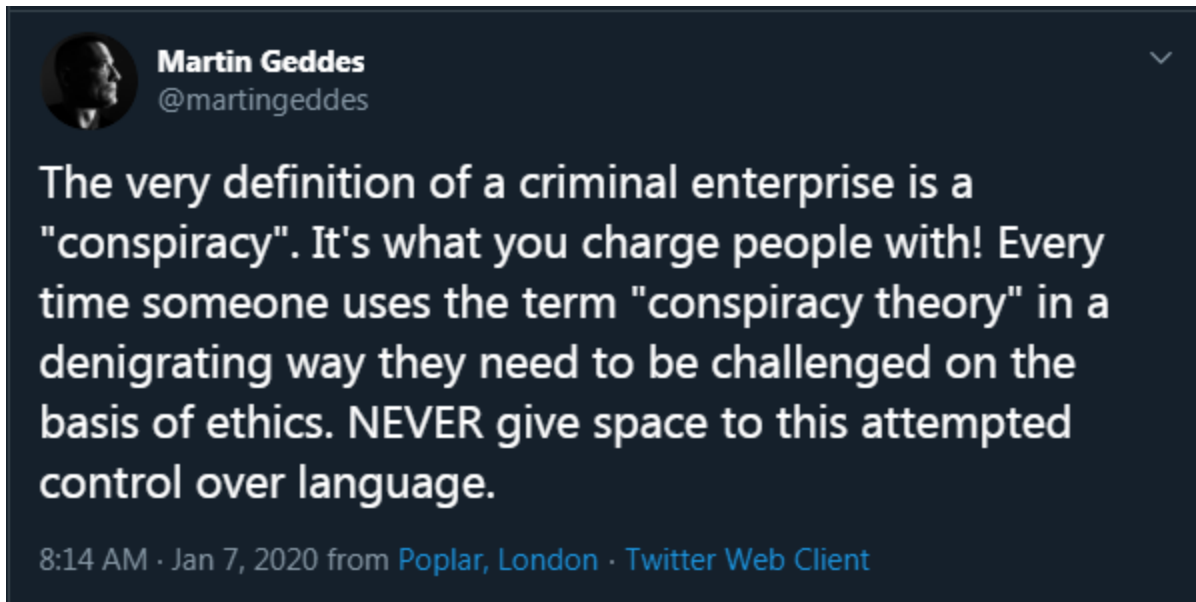 Martin Geddes
@martingeddes
The very definition of a criminal enterprise is a
"conspiracy". It's what you charge people with! Every
time someone uses the term "conspiracy theory" in a
denigrating way they need to be challenged on the
basis of ethics. NEVER give space to this attempted
control over language.
8:14 AM · Jan 7, 2020 from Poplar, London · Twitter Web Client